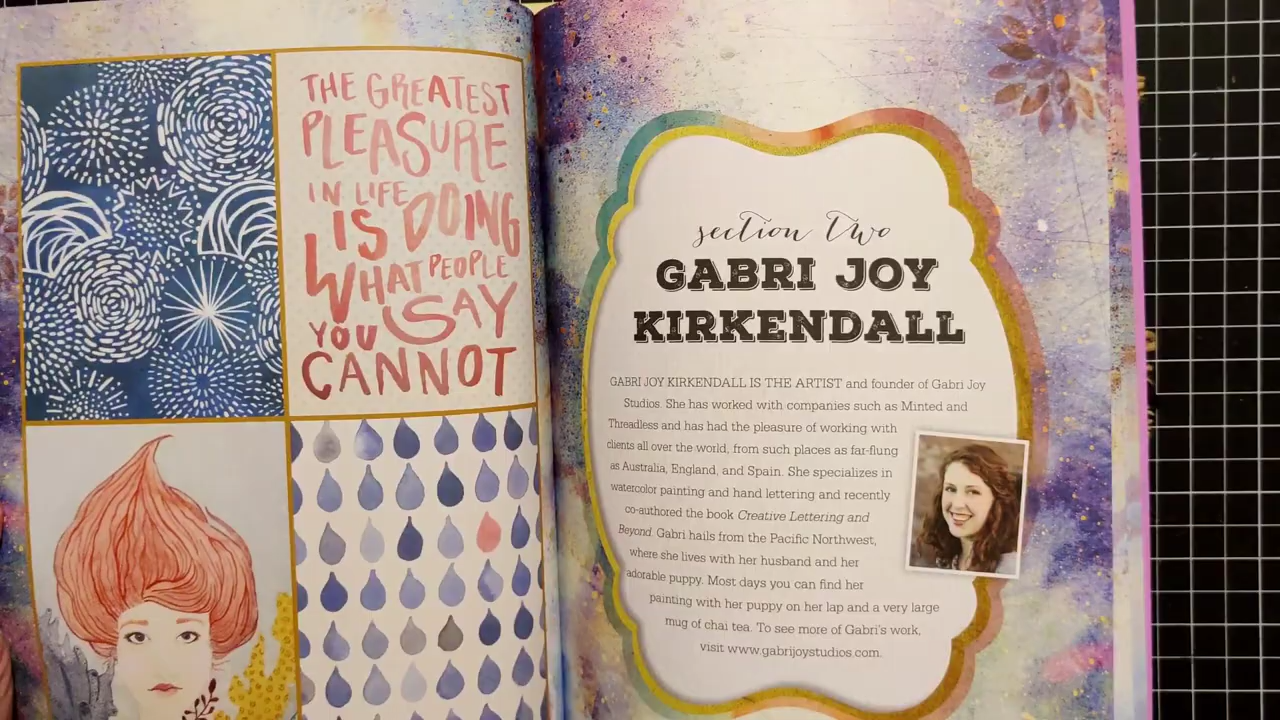 THE GREATEST
PLEASURE
IN LIFE
IS DOING
WHAT PEOPLE
YOU SAY
CANNOT
section two
GABRI JOY
KIRKENDALL
GABRI JOY KIRKENDALL IS THE ARTIST and founder of Gabri Joy
Studios. She has worked with companies such as Minted and
Threadless and has had the pleasure of working with
clients all over the world, from such places as far-flung
as Australia, England, and Spain. She specializes in
watercolor painting and hand lettering and recently
co-authored the book Creative Lettering and
Beyond. Gabri hails from the Pacific Northwest,
where she lives with her husband and her
adorable puppy. Most days you can find her
painting with her puppy on her lap and a very large
mug of chai tea. To see more of Gabri's work,
visit www.gabrijoystudios.com.